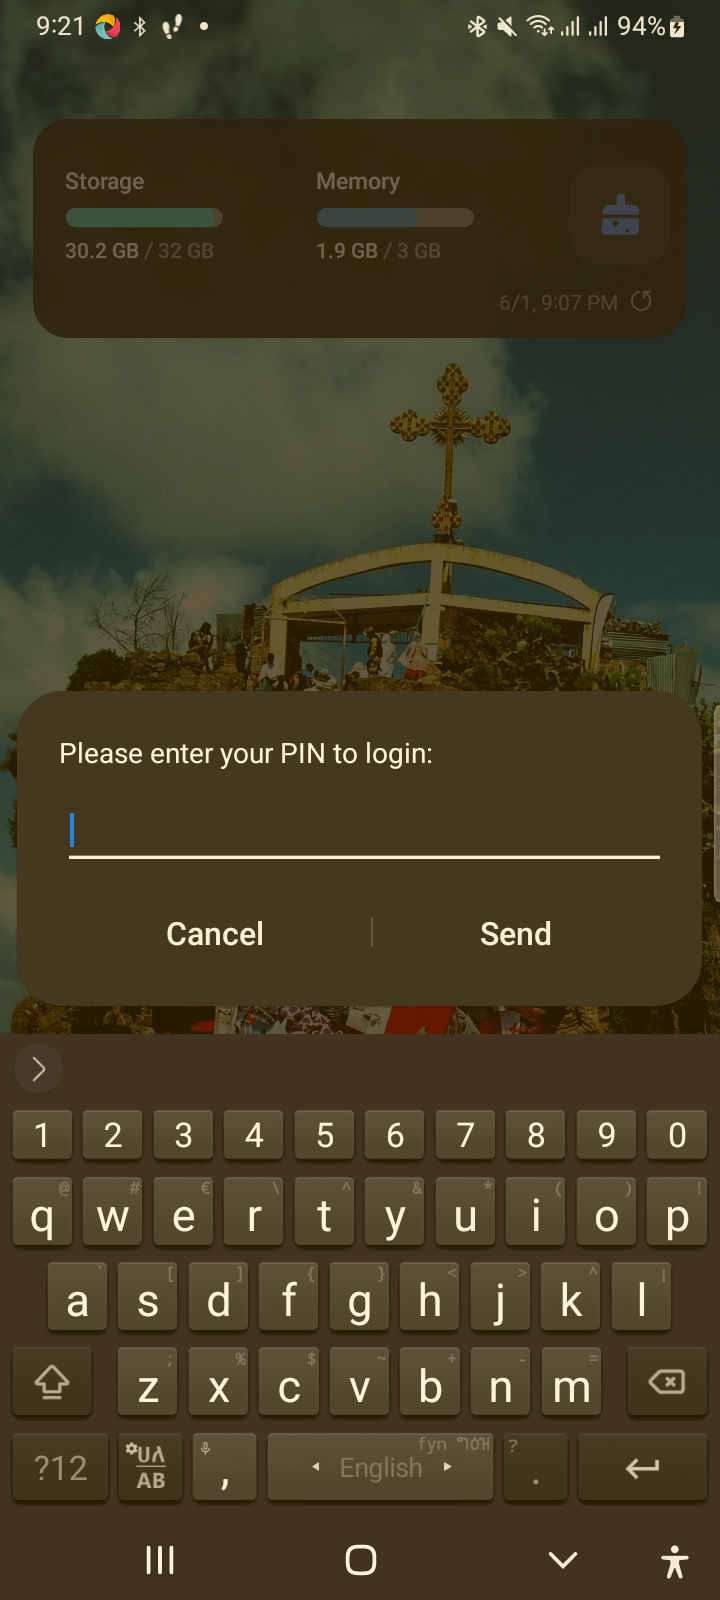 9:21
94%
Storage
Memory
30.2 GB / 32 GB
1.9 GB / 3 GB
6/1, 9:07 PM
Please enter your PIN to login:
Cancel
Send
1 2 3 4 5 6 7 8 9 0
@ # € \ ^ & * ( ) !
q w e r t y u i o p
` [ ] { } < > ^ ¡
a s d f g h j k l
; % $ ~ + - =
z x c v b n m
fyn ?
?12 AB , English .